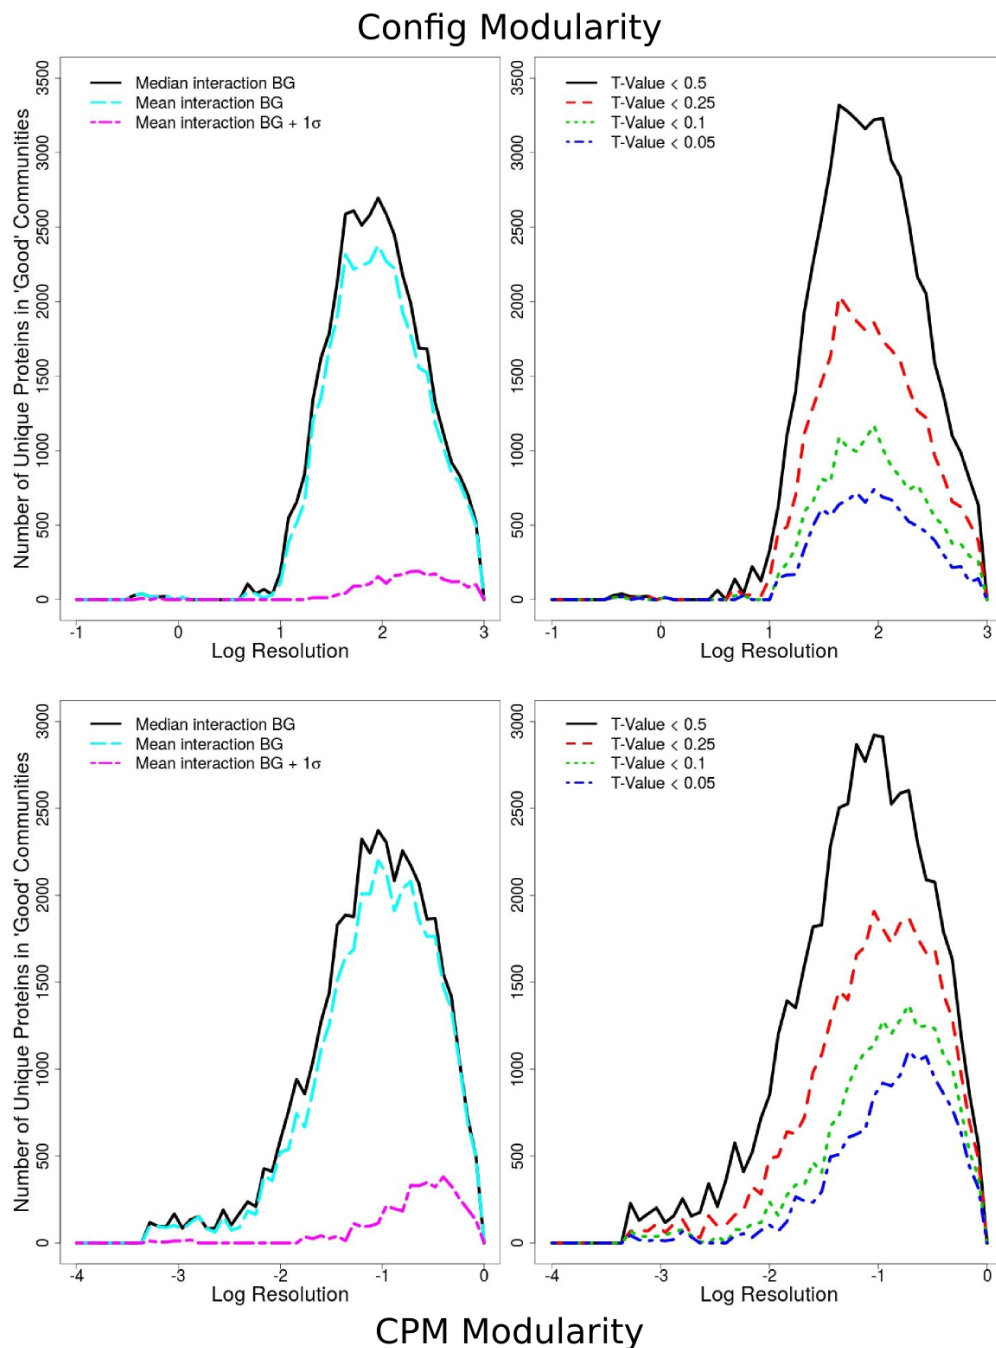 Config Modularity
Number of Unique Proteins in 'Good' Communities
3500
3000
2500
2000
1500
1000
500
0
Median interaction BG
Mean interaction BG
Mean interaction BG + 1σ
-1 0 1 2 3
Log Resolution
3500
3000
2500
2000
1500
1000
500
0
T-Value < 0.5
T-Value < 0.25
T-Value < 0.1
T-Value < 0.05
-1 0 1 2 3
Log Resolution
Number of Unique Proteins in 'Good' Communities
3000
2500
2000
1500
1000
500
0
Median interaction BG
Mean interaction BG
Mean interaction BG + 1σ
-4 -3 -2 -1 0
Log Resolution
3000
2500
2000
1500
1000
500
0
T-Value < 0.5
T-Value < 0.25
T-Value < 0.1
T-Value < 0.05
-4 -3 -2 -1 0
Log Resolution
CPM Modularity